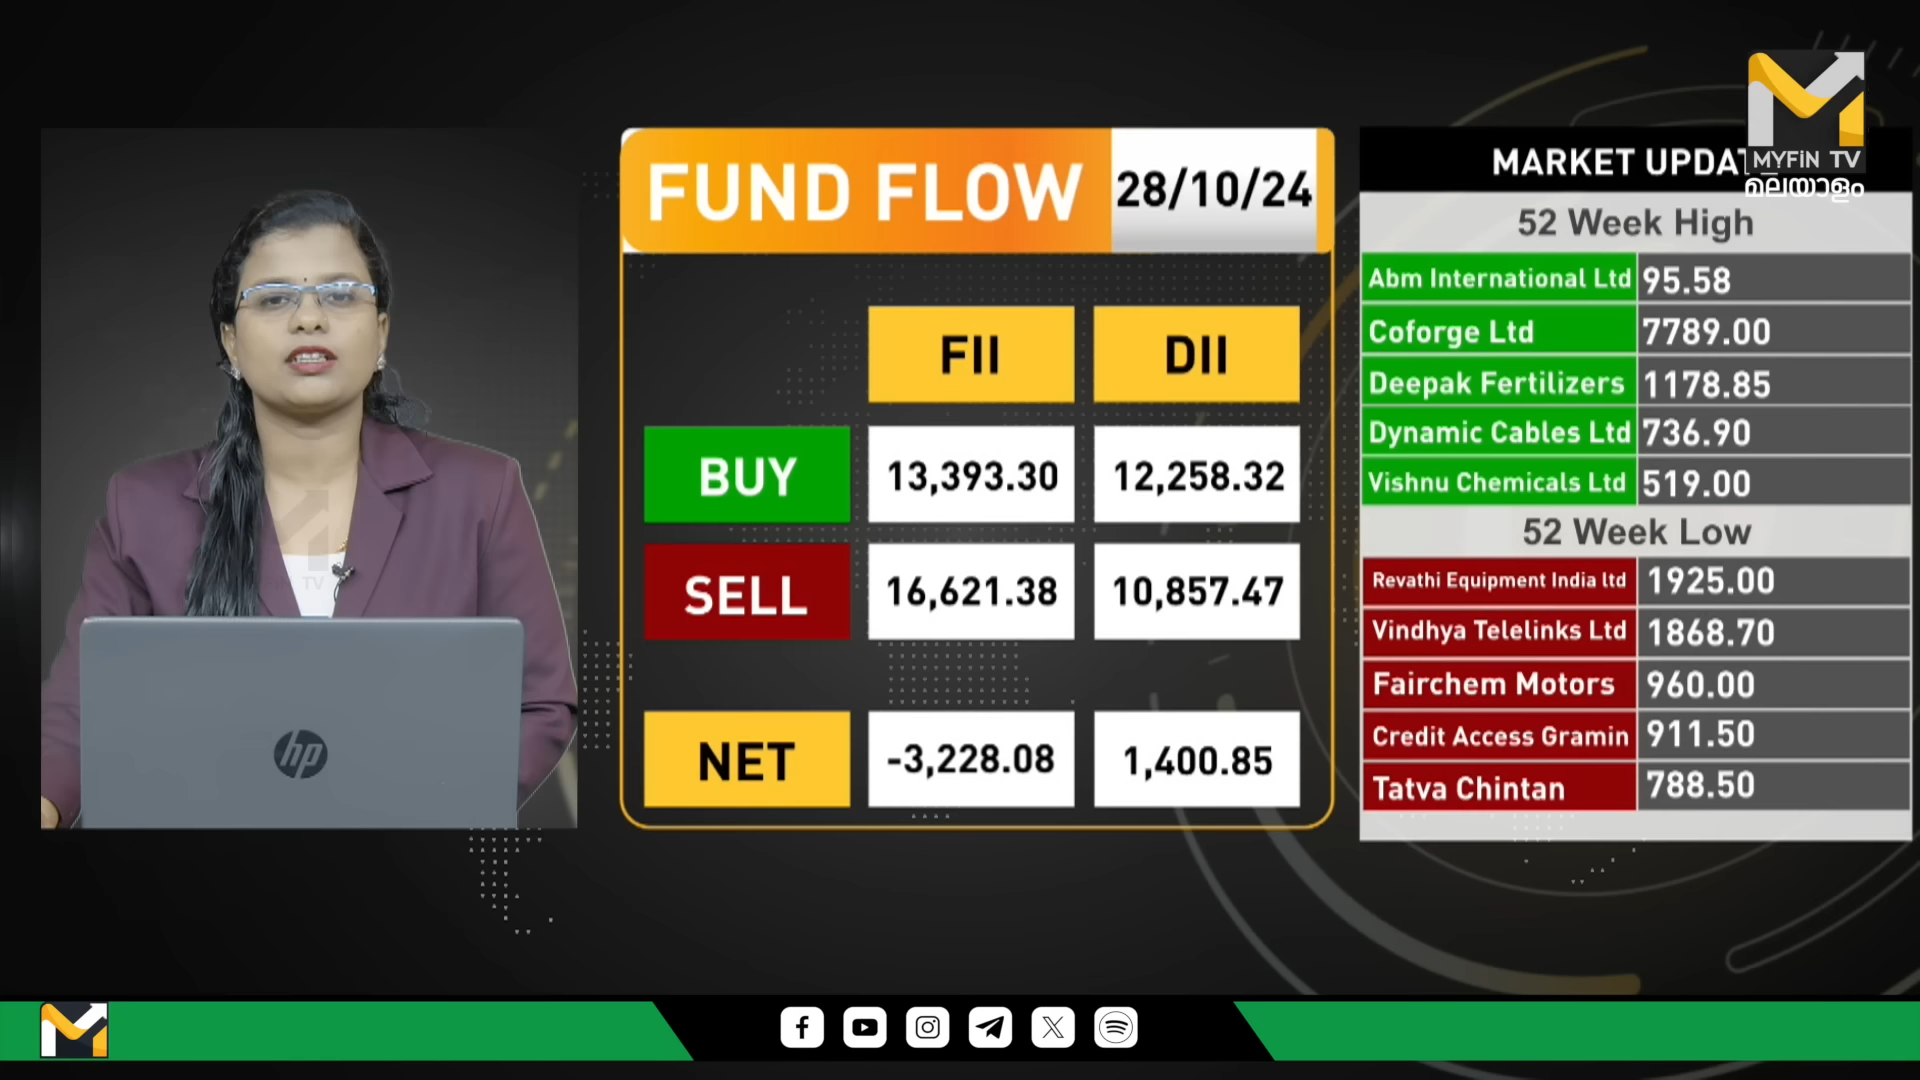 FUND FLOW 28/10/24
FII DII
BUY 13,393.30 12,258.32
SELL 16,621.38 10,857.47
NET -3,228.08 1,400.85
MYFiN TV
മലയാളം
MARKET UPDAT
52 Week High
Abm International Ltd 95.58
Coforge Ltd 7789.00
Deepak Fertilizers 1178.85
Dynamic Cables Ltd 736.90
Vishnu Chemicals Ltd 519.00
52 Week Low
Revathi Equipment India ltd 1925.00
Vindhya Telelinks Ltd 1868.70
Fairchem Motors 960.00
Credit Access Gramin 911.50
Tatva Chintan 788.50
hp